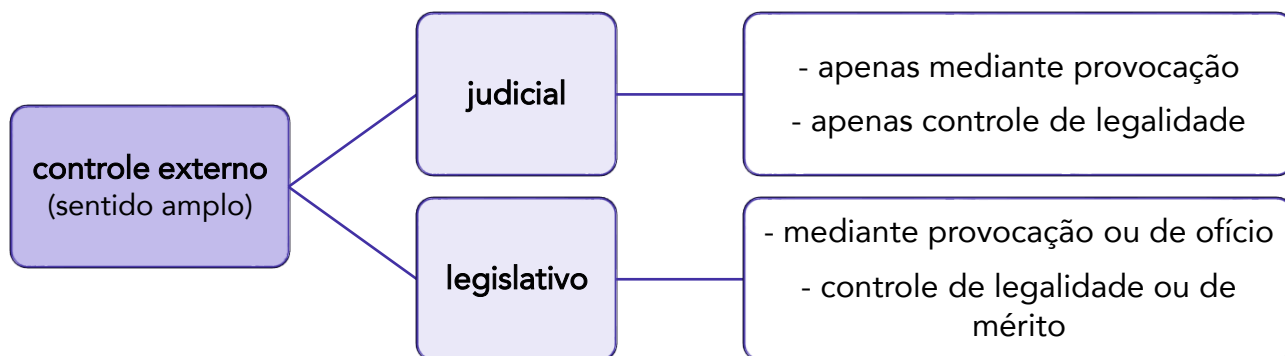 controle externo
(sentido amplo)
judicial
- apenas mediante provocação
- apenas controle de legalidade
legislativo
- mediante provocação ou de ofício
- controle de legalidade ou de
mérito